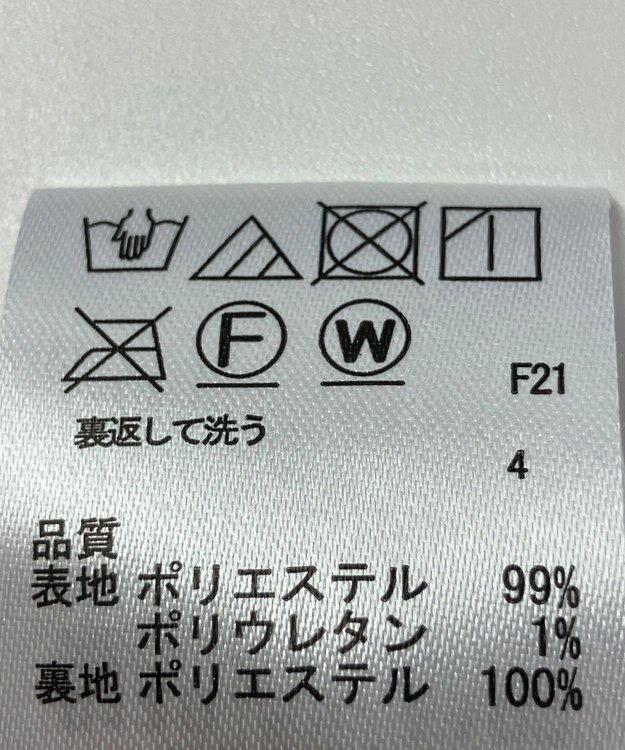 F W F21
裏返して洗う
4
品質
表地 ポリエステル 99%
ポリウレタン 1%
裏地 ポリエステル 100%